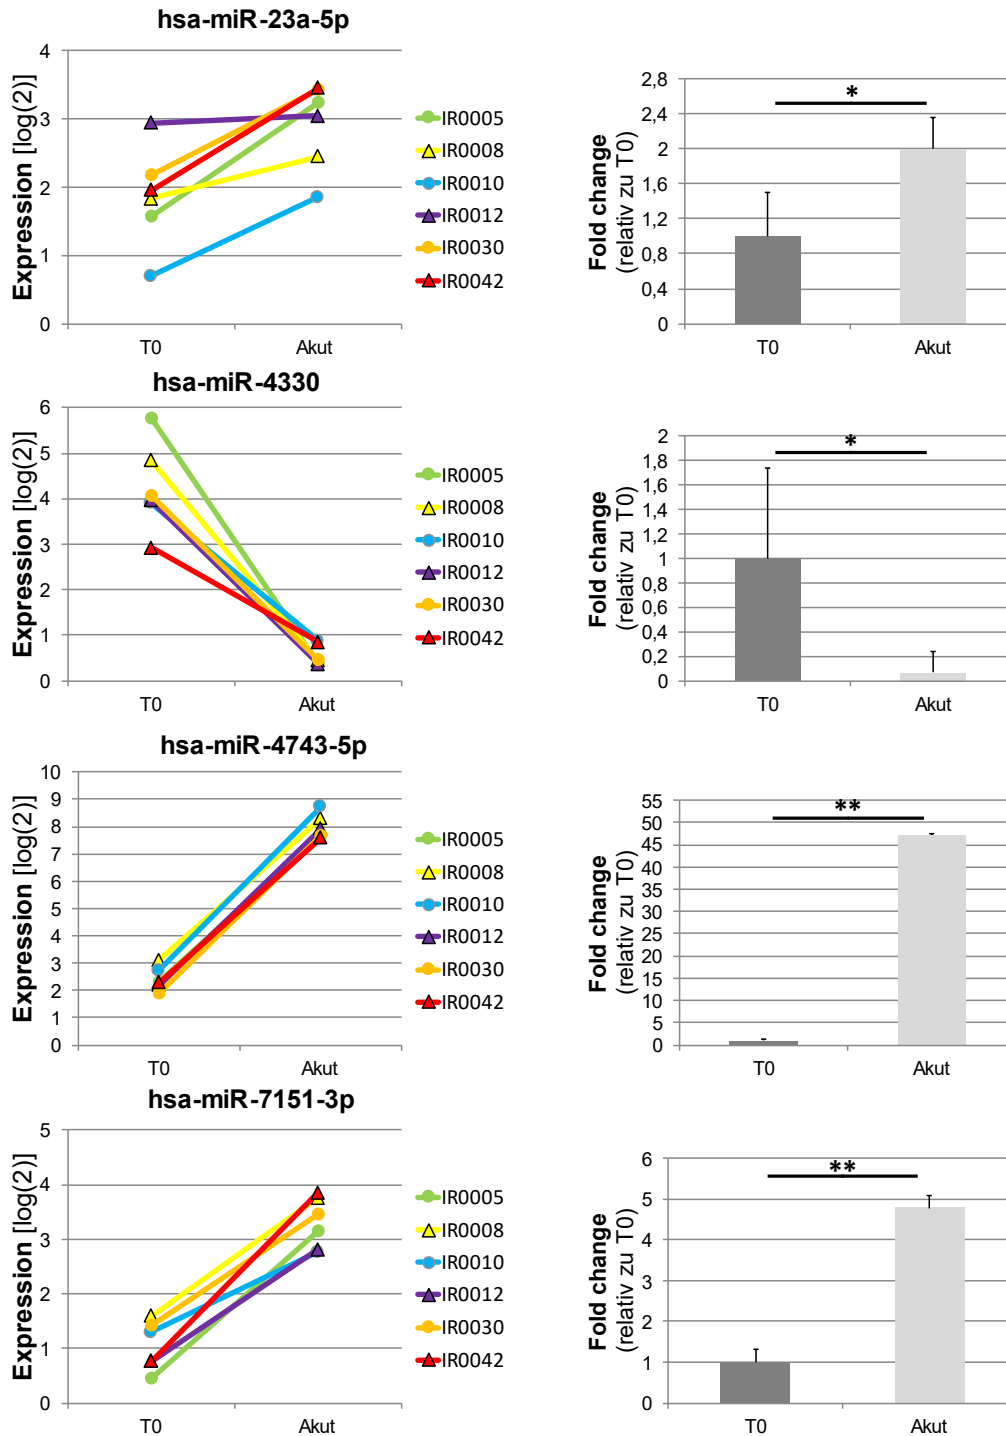 hsa-miR-23a-5p
Expression [log(2)]
4
3
2
1
0
T0 Akut
IR0005
IR0008
IR0010
IR0012
IR0030
IR0042
Fold change
(relativ zu T0)
2,8
2,4
2
1,6
1,2
0,8
0,4
0
*
T0 Akut
hsa-miR-4330
Expression [log(2)]
6
5
4
3
2
1
0
T0 Akut
IR0005
IR0008
IR0010
IR0012
IR0030
IR0042
Fold change
(relativ zu T0)
2
1,8
1,6
1,4
1,2
1
0,8
0,6
0,4
0,2
0
*
T0 Akut
hsa-miR-4743-5p
Expression [log(2)]
10
9
8
7
6
5
4
3
2
1
0
T0 Akut
IR0005
IR0008
IR0010
IR0012
IR0030
IR0042
Fold change
(relativ zu T0)
55
50
45
40
35
30
25
20
15
10
5
0
**
T0 Akut
hsa-miR-7151-3p
Expression [log(2)]
5
4
3
2
1
0
T0 Akut
IR0005
IR0008
IR0010
IR0012
IR0030
IR0042
Fold change
(relativ zu T0)
6
5
4
3
2
1
0
**
T0 Akut